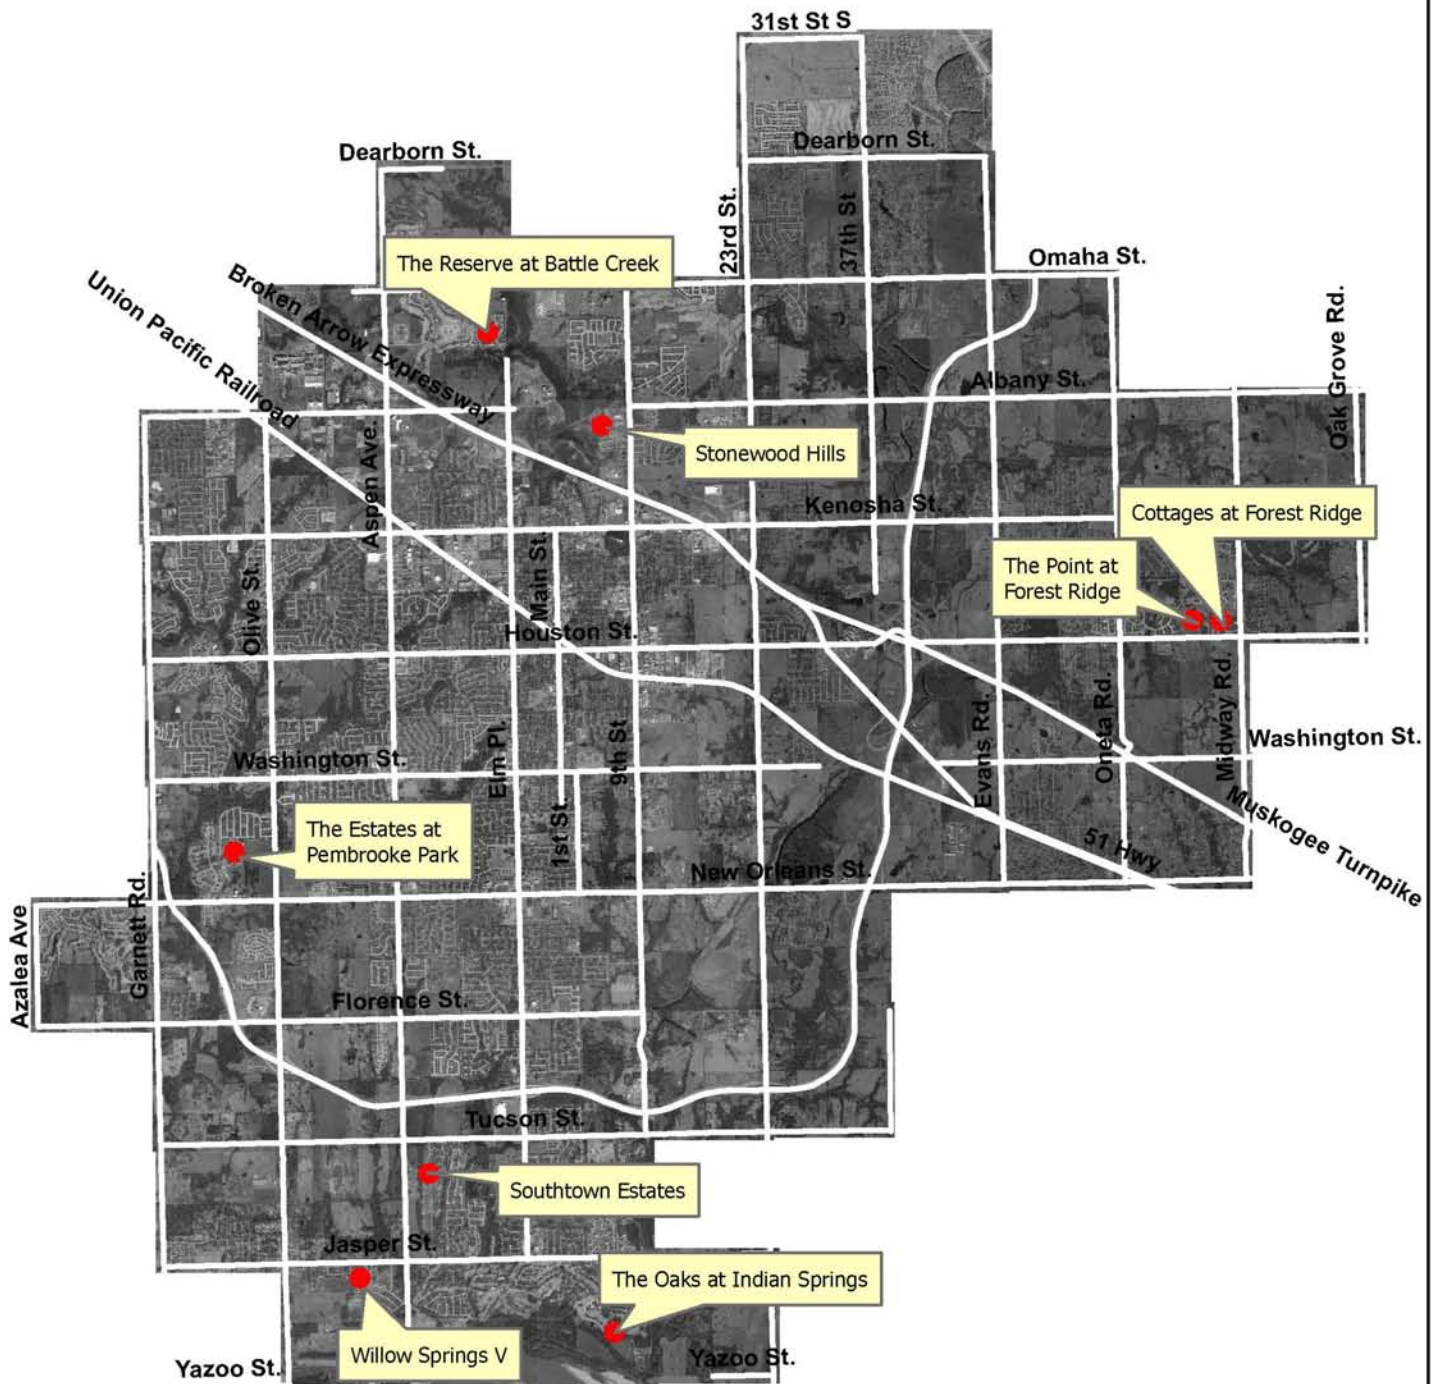 31st St S
Dearborn St.
Dearborn St.
23rd St.
37th St
Omaha St.
The Reserve at Battle Creek
Union Pacific Railroad
Broken Arrow Expressway
Oak Grove Rd.
Albany St.
Aspen Ave.
Stonewood Hills
Kenosha St.
Cottages at Forest Ridge
The Point at
Forest Ridge
Olive St.
Main St.
Houston St.
Washington St.
Elm Pl.
9th St
Evans Rd.
Oneta Rd.
Midway Rd.
Washington St.
Muskogee Turnpike
The Estates at
Pembrooke Park
1st St.
51 Hwy
New Orleans St.
Azalea Ave
Garnett Rd.
Florence St.
Tucson St.
Southtown Estates
Jasper St.
The Oaks at Indian Springs
Willow Springs V
Yazoo St.
Yazoo St.